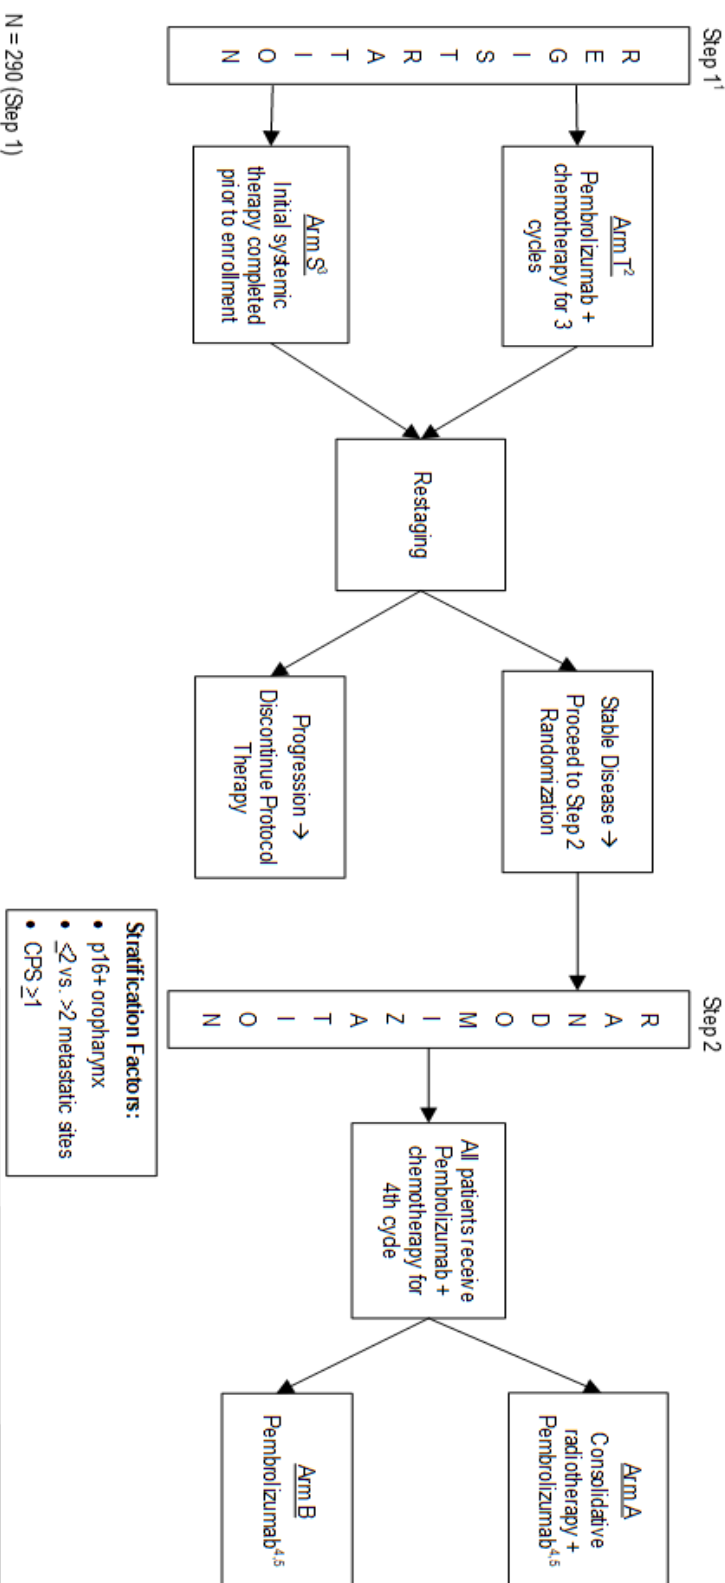 Step 1¹
REGISTRATION
Arm T²
Pembrolizumab +
chemotherapy for 3
cycles
Arm S³
Initial systemic
therapy completed
prior to enrollment
Restaging
Stable Disease →
Proceed to Step 2
Randomization
Progression →
Discontinue Protocol
Therapy
Step 2
RANDOMIZATION
All patients receive
Pembrolizumab +
chemotherapy for
4th cycle
Arm A
Consolidative
radiotherapy +
Pembrolizumab⁴,⁵
Arm B
Pembrolizumab⁴,⁵
Stratification Factors:
• p16+ oropharynx
• ≤2 vs. >2 metastatic sites
• CPS ≥1
N = 290 (Step 1)